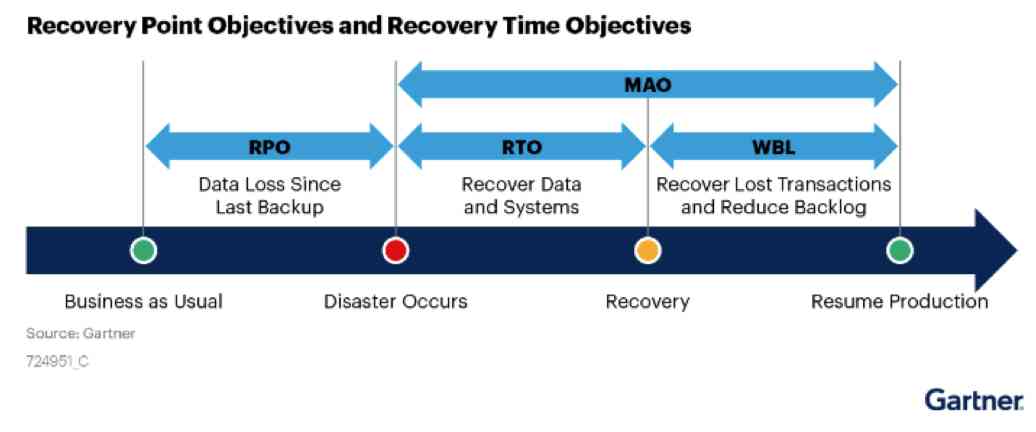 Recovery Point Objectives and Recovery Time Objectives
MAO
RPO
RTO
WBL
Data Loss Since
Last Backup
Recover Data
and Systems
Recover Lost Transactions
and Reduce Backlog
Business as Usual
Disaster Occurs
Recovery
Resume Production
Source: Gartner
724951_C
Gartner